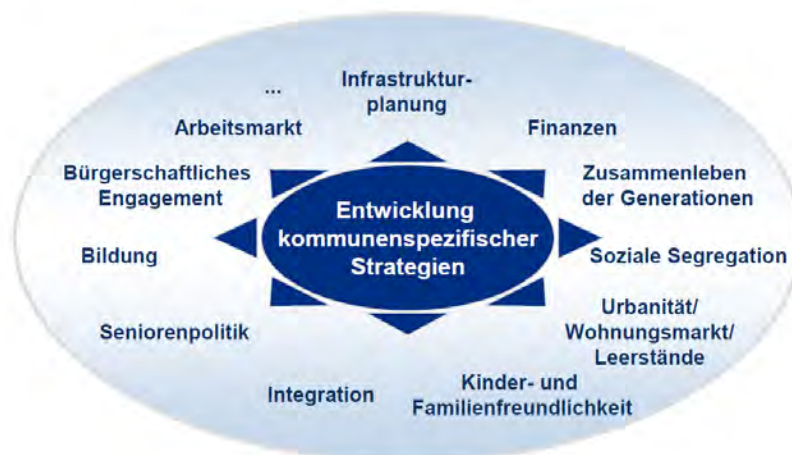 Infrastruktur-
planung
Finanzen
Zusammenleben
der Generationen
Soziale Segregation
Urbanität/
Wohnungsmarkt/
Leerstände
Kinder- und
Familienfreundlichkeit
Integration
Seniorenpolitik
Bildung
Bürgerschaftliches
Engagement
Arbeitsmarkt
...
Entwicklung
kommunenspezifischer
Strategien